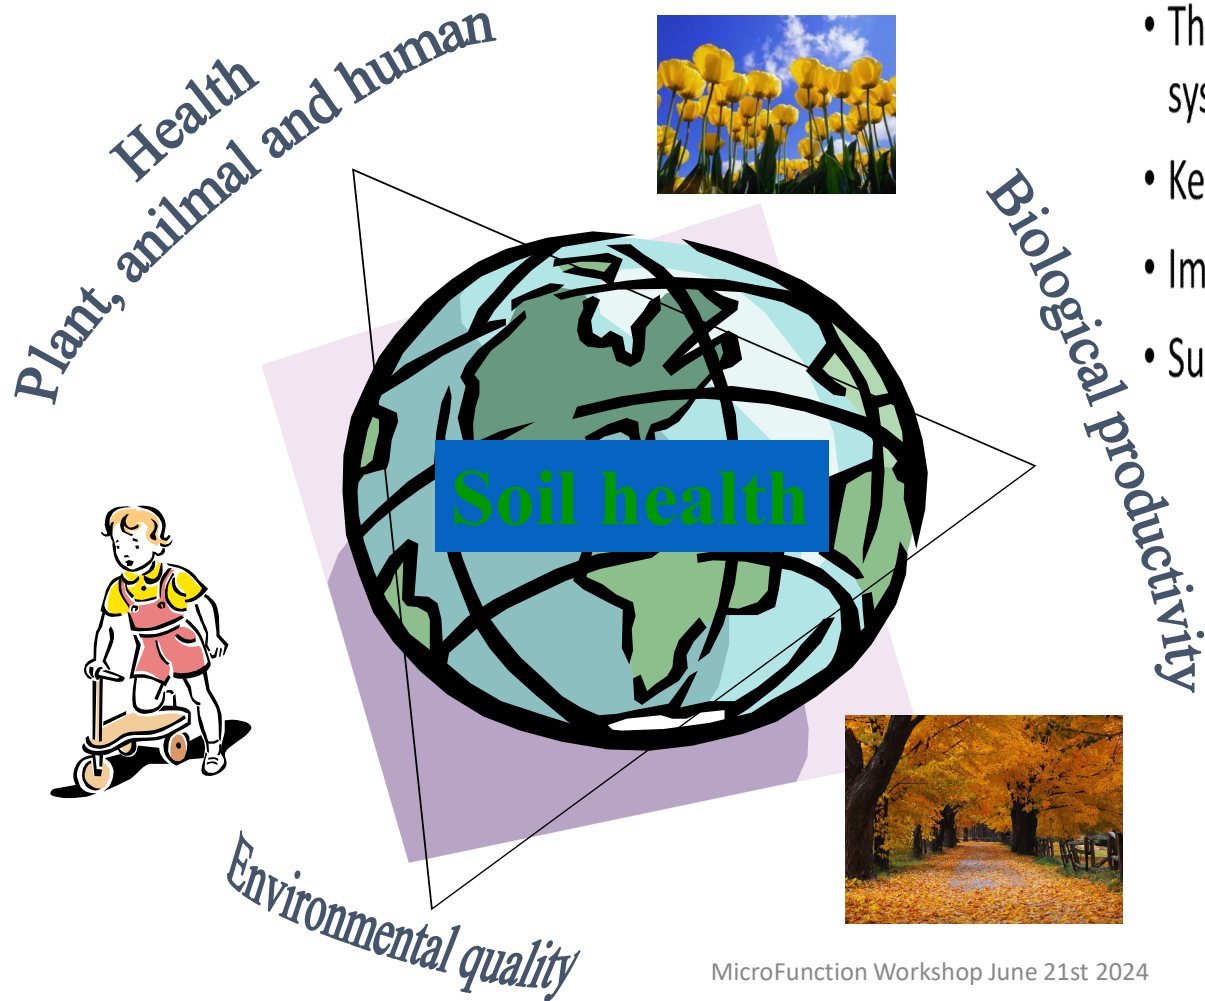 Health
Plant, anilmal and human
Biological productivity
Soil health
Environmental quality
MicroFunction Workshop June 21st 2024